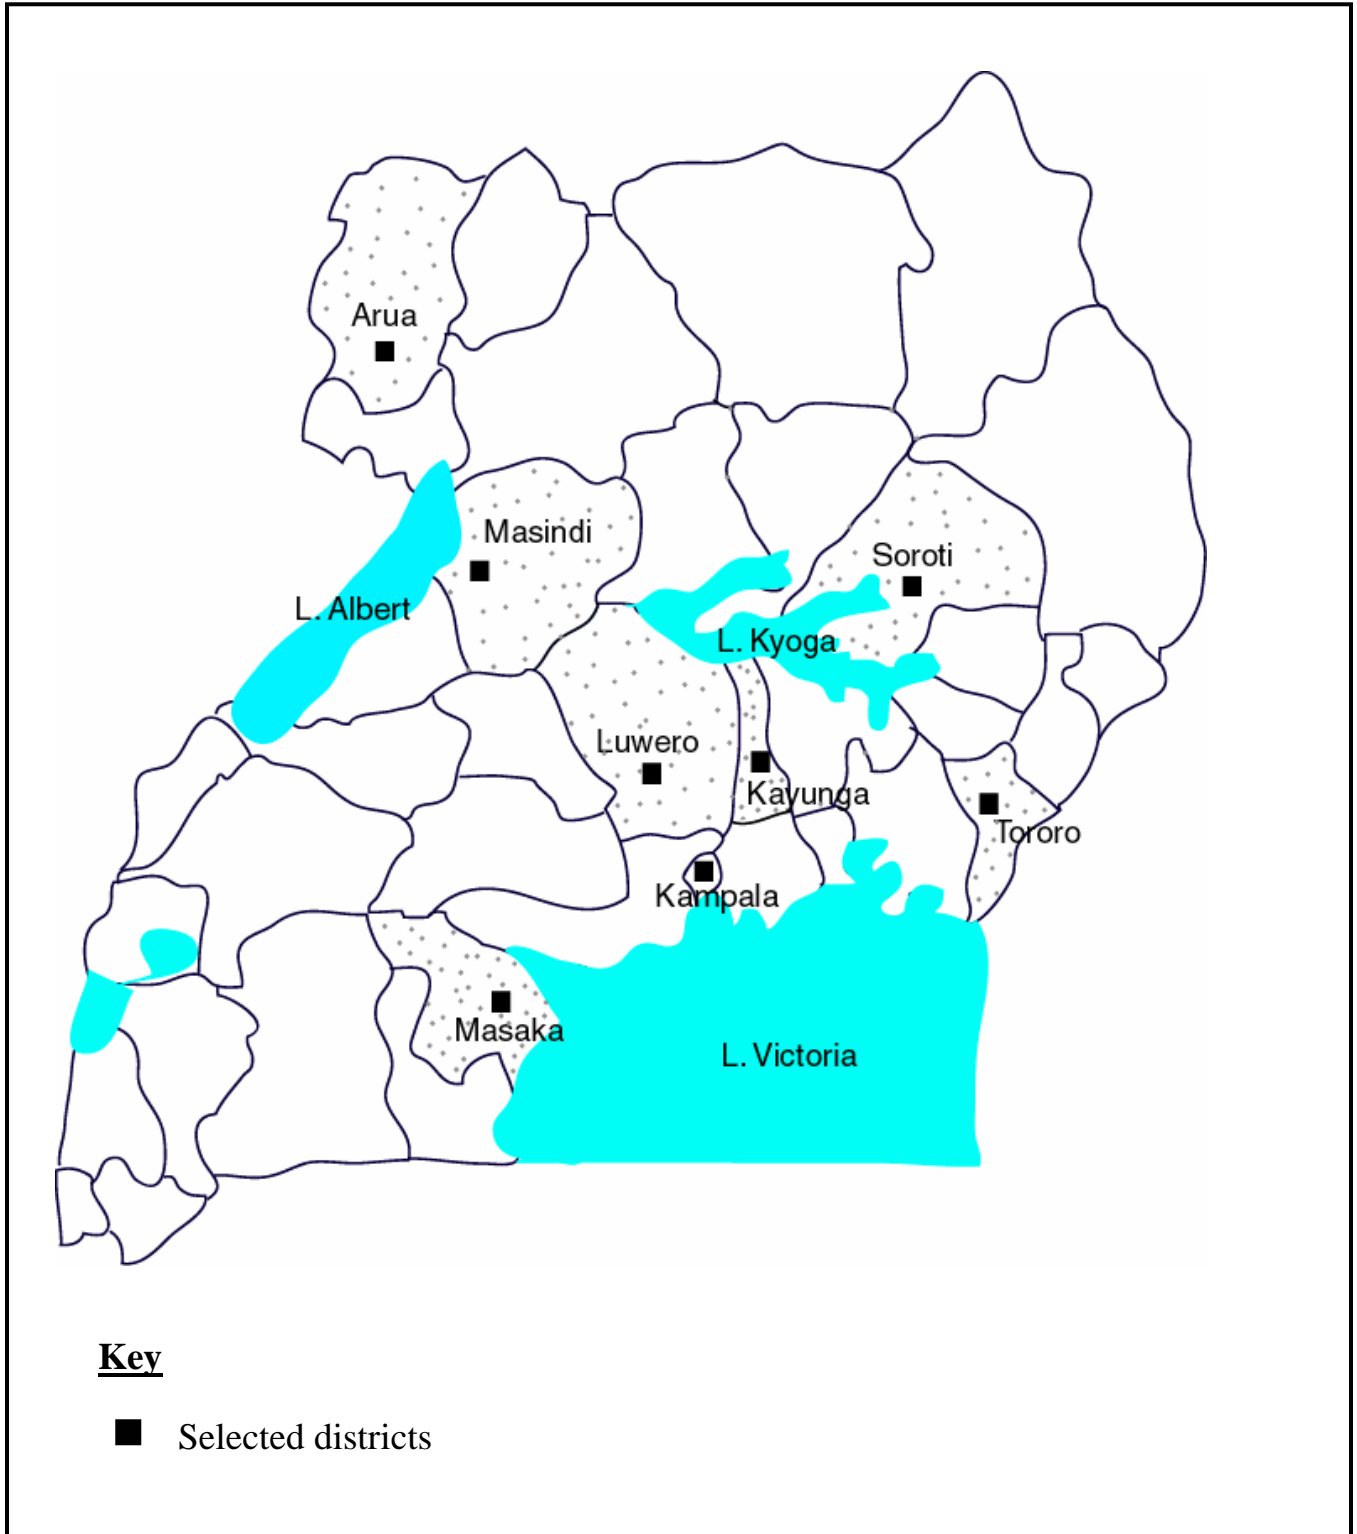 Arua
Masindi
Soroti
L. Albert
L. Kyoga
Luwero
Kayunga
Tororo
Kampala
Masaka
L. Victoria
Key
Selected districts